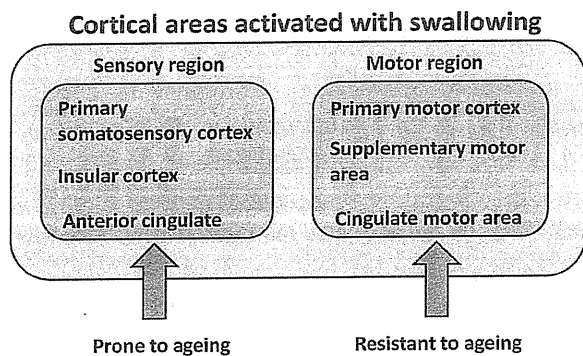 Cortical areas activated with swallowing
Sensory region
Primary
somatosensory cortex
Insular cortex
Anterior cingulate
Motor region
Primary motor cortex
Supplementary motor
area
Cingulate motor area
Prone to ageing
Resistant to ageing